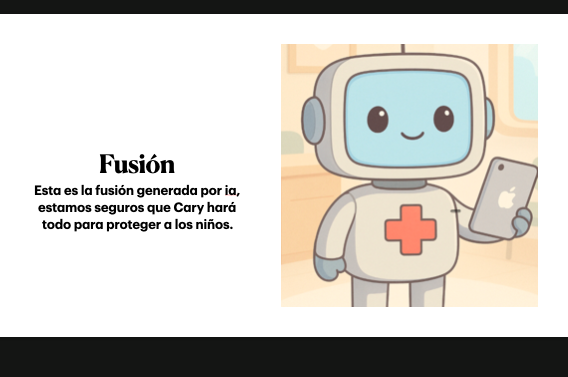 Fusión
Esta es la fusión generada por ia,
estamos seguros que Cary hará
todo para proteger a los niños.